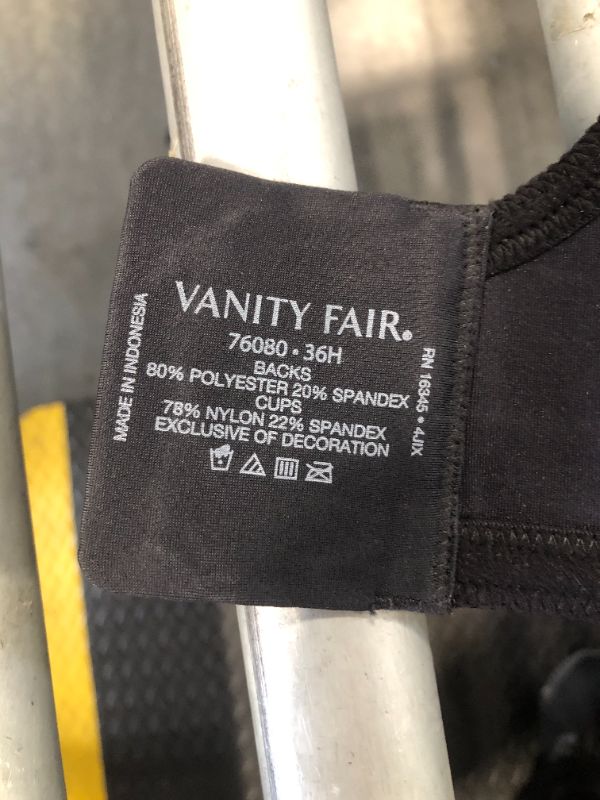 VANITY FAIR®
76080 • 36H
BACKS
80% POLYESTER 20% SPANDEX
CUPS
78% NYLON 22% SPANDEX
EXCLUSIVE OF DECORATION
MADE IN INDONESIA
RN 16345 • 4JIX